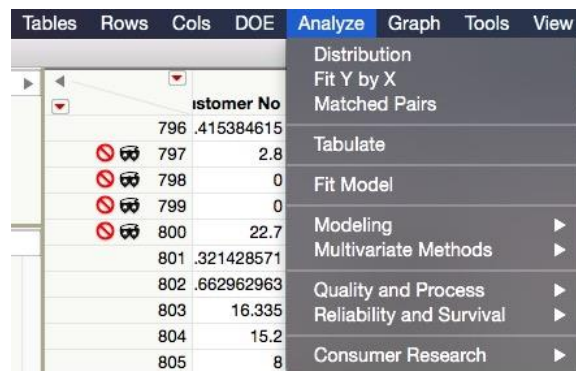 Tables Rows Cols DOE Analyze Graph Tools View
Distribution
Fit Y by X
Matched Pairs
Tabulate
Fit Model
Modeling
Multivariate Methods
Quality and Process
Reliability and Survival
Consumer Research
stomer No
796 .415384615
797 2.8
798 0
799 0
800 22.7
801 .321428571
802 .662962963
803 16.335
804 15.2
805 8